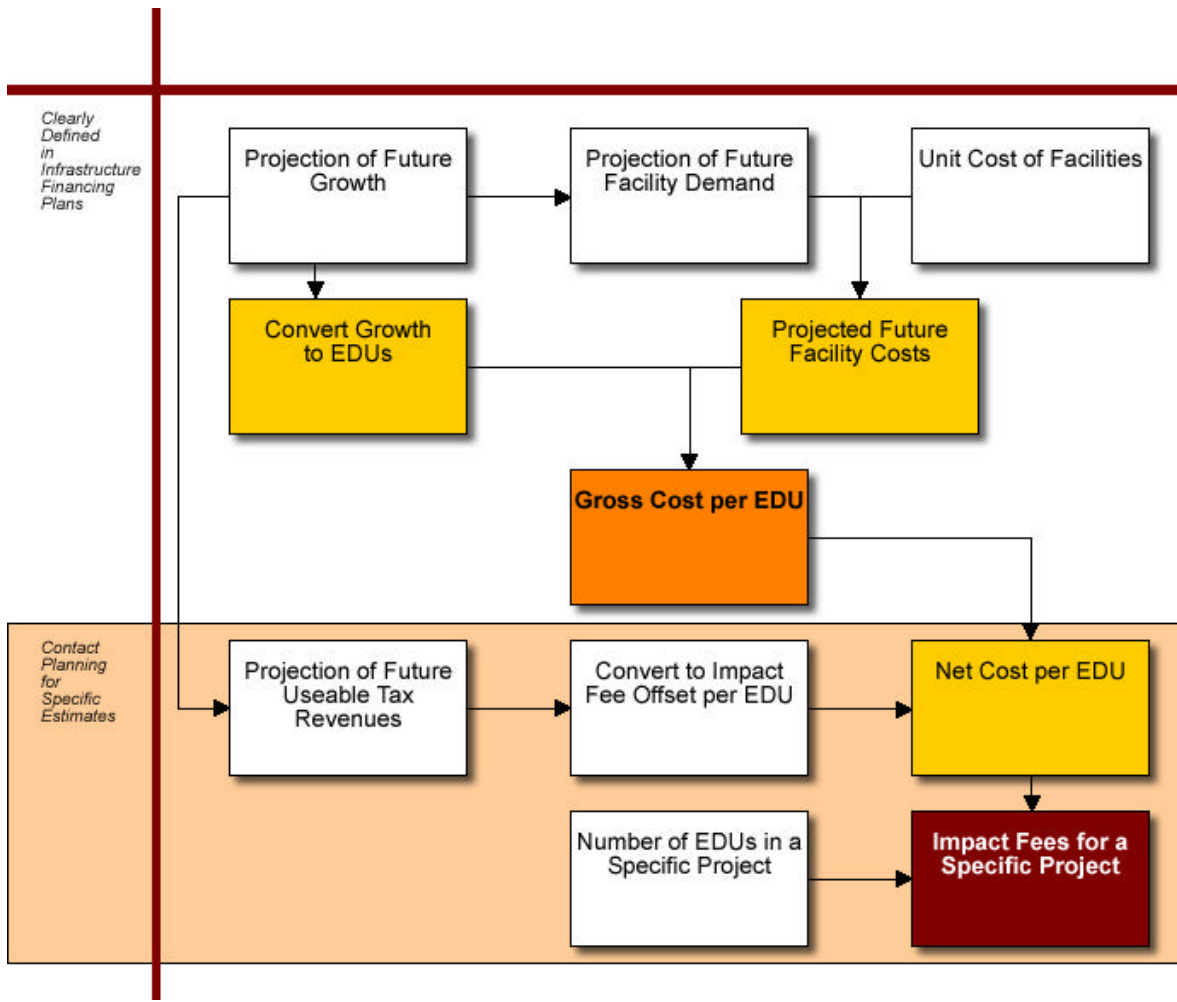 Clearly
Defined
in
Infrastructure
Financing
Plans
Projection of Future
Growth
Projection of Future
Facility Demand
Unit Cost of Facilities
Convert Growth
to EDUs
Projected Future
Facility Costs
Gross Cost per EDU
Contact
Planning
for
Specific
Estimates
Projection of Future
Useable Tax
Revenues
Convert to Impact
Fee Offset per EDU
Net Cost per EDU
Number of EDUs in a
Specific Project
Impact Fees for a
Specific Project